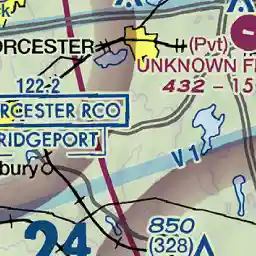 ORCESTER
(Pvt)
UNKNOWN F
432 - 15
122.2
RCESTER RCO
RIDGEPORT
V 1
bury
24
850
(328)